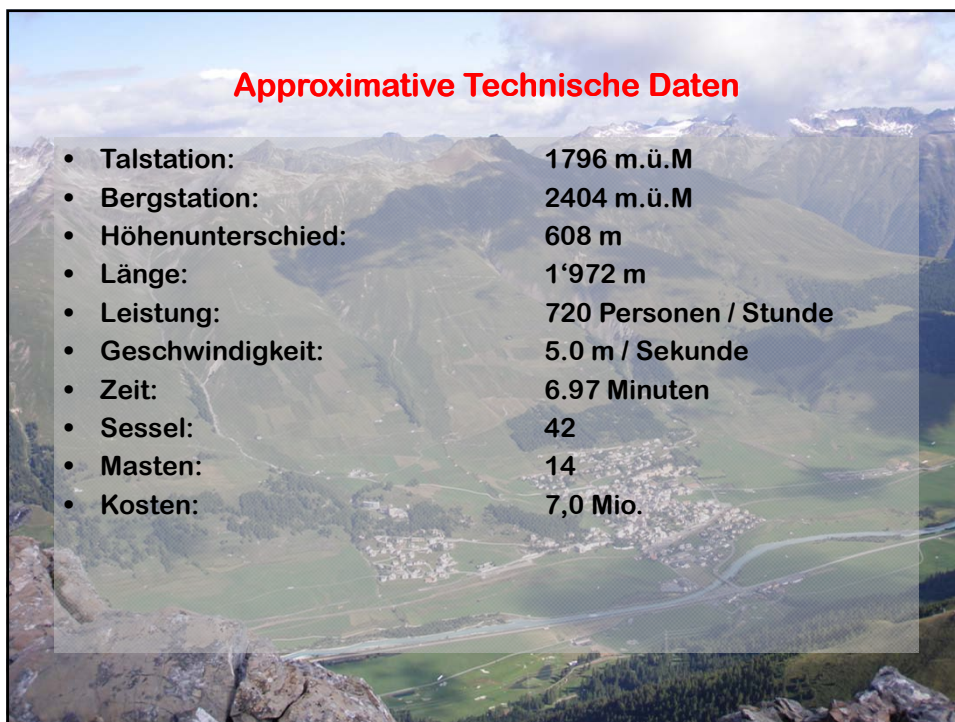 Approximative Technische Daten
• Talstation: 1796 m.ü.M
• Bergstation: 2404 m.ü.M
• Höhenunterschied: 608 m
• Länge: 1‘972 m
• Leistung: 720 Personen / Stunde
• Geschwindigkeit: 5.0 m / Sekunde
• Zeit: 6.97 Minuten
• Sessel: 42
• Masten: 14
• Kosten: 7,0 Mio.